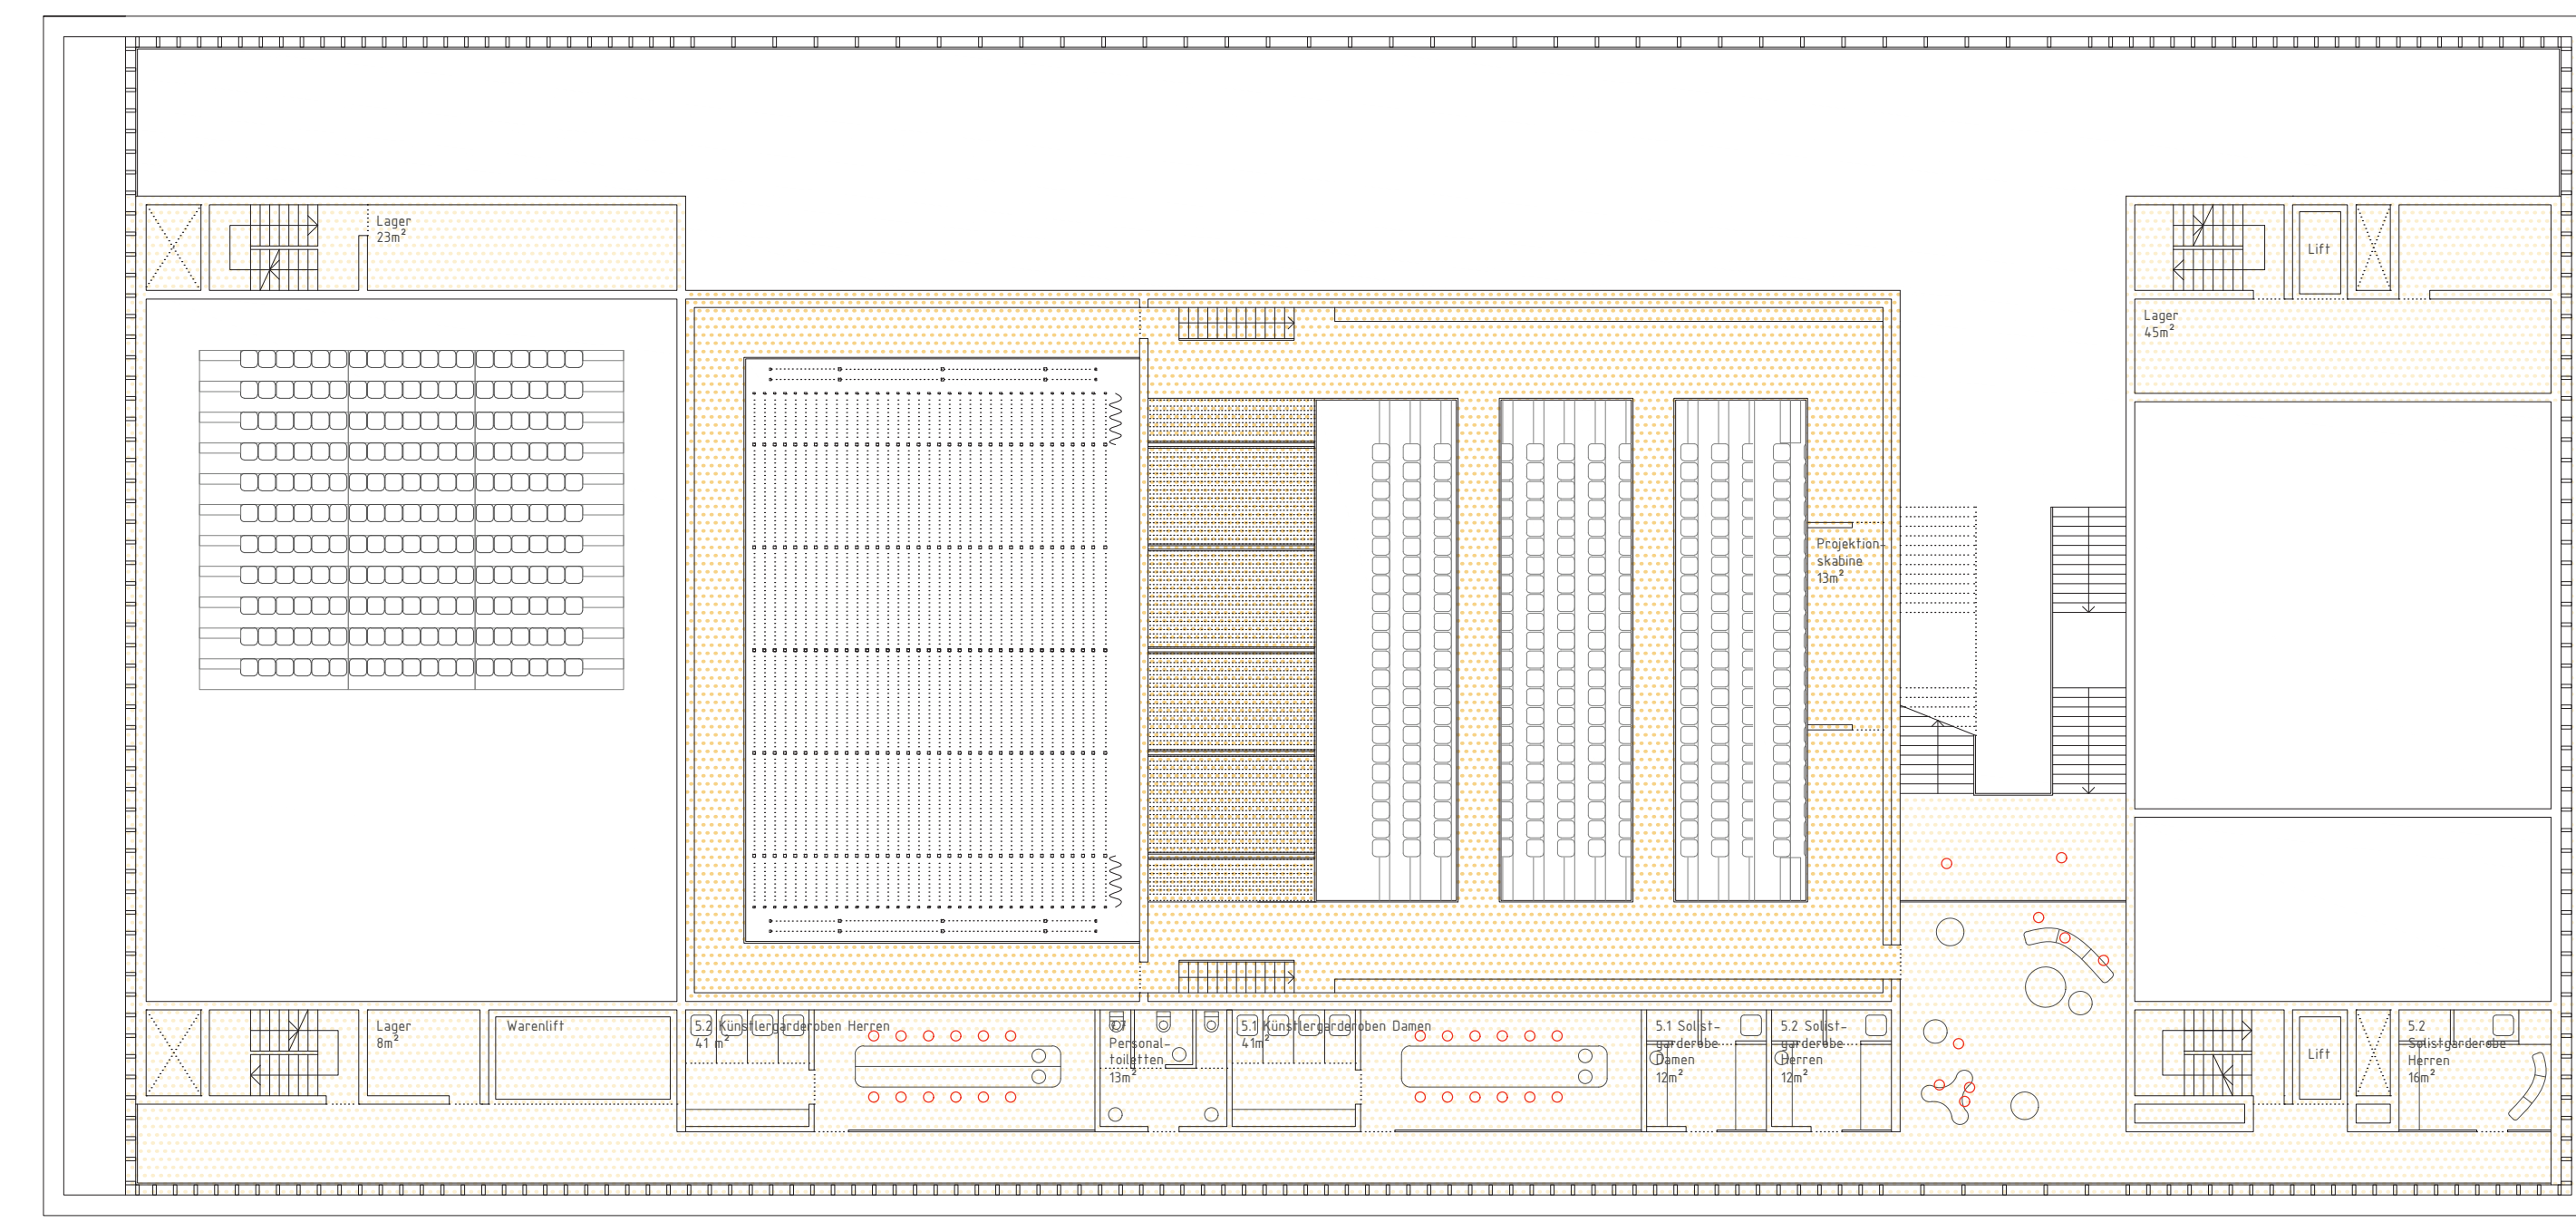 Lager
23m²
Lift
Lager
45m²
Projektion-
skabine
13m²
Lager
8m²
Warenlift
5.2 Künstlergarderoben Herren
41 m²
7.7
Personal-
toiletten
13m²
5.1 Künstlergarderoben Damen
41m²
5.1 Solist-
garderobe
Damen
12m²
5.2 Solist-
garderobe
Herren
12m²
Lift
5.2
Solistgarderobe
Herren
16m²